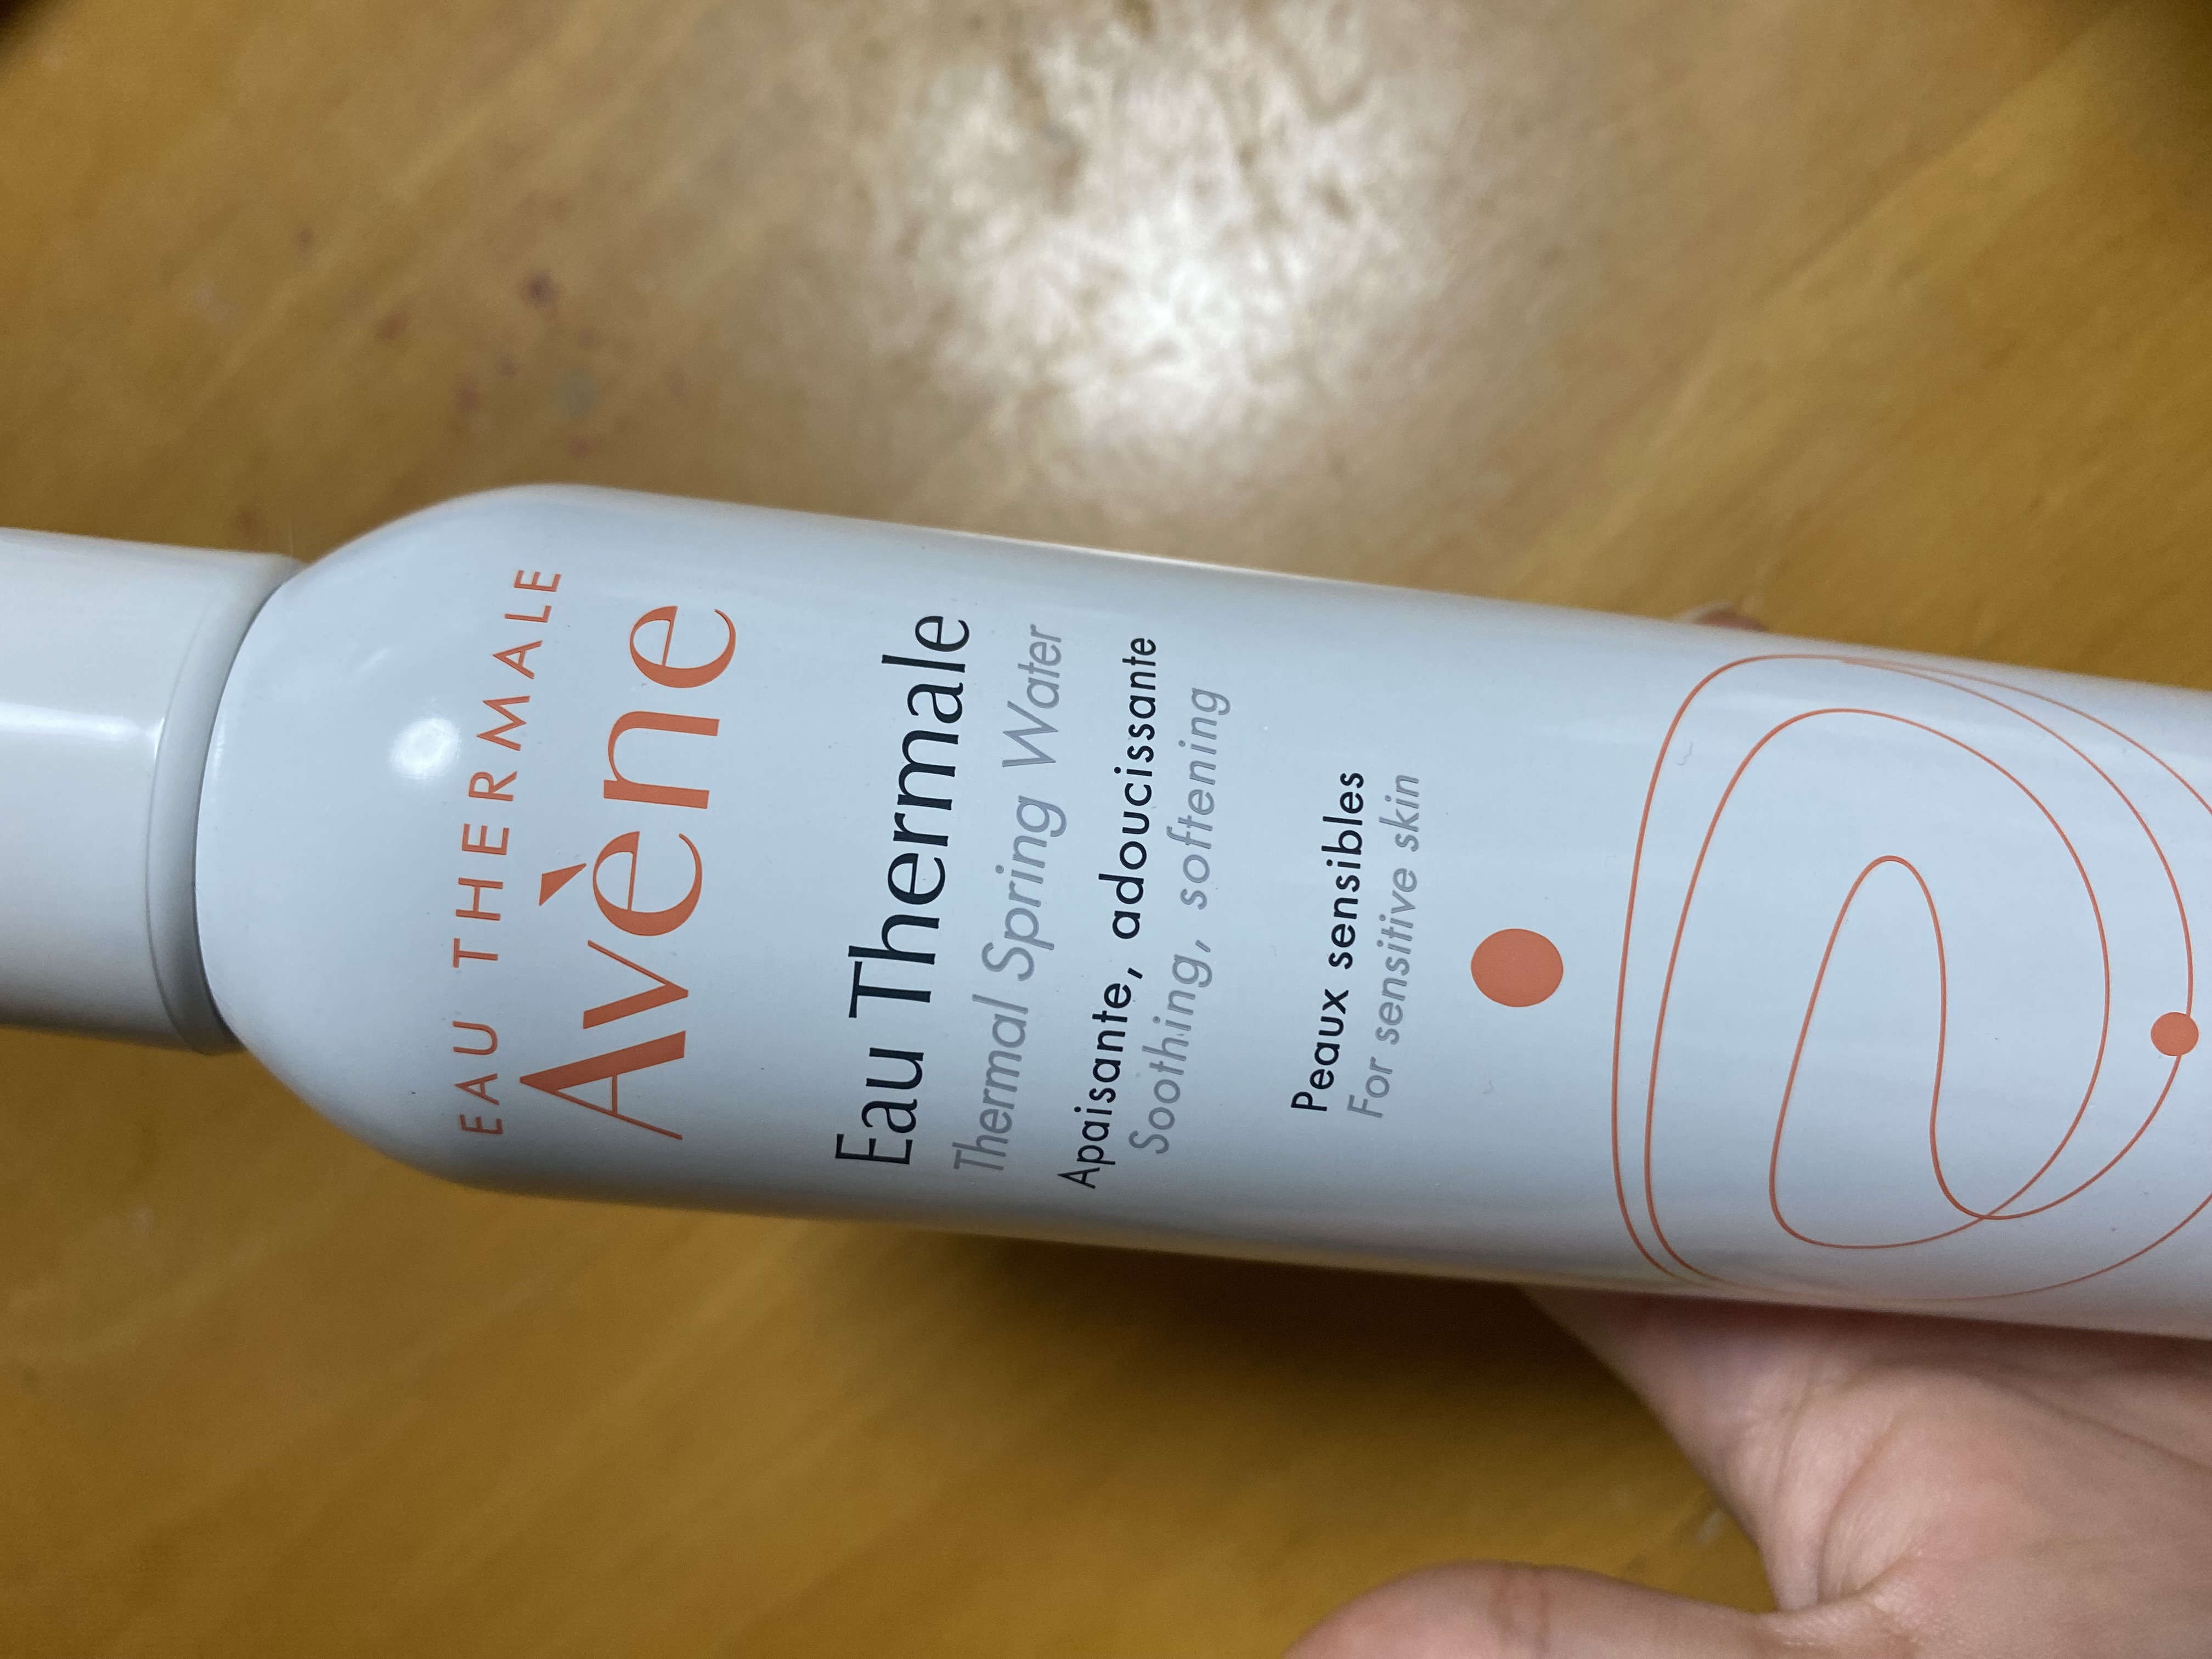 EAU THERMALE
Avène
Eau Thermale
Thermal Spring Water
Apaisante, adoucissante
Soothing, softening
Peaux sensibles
For sensitive skin